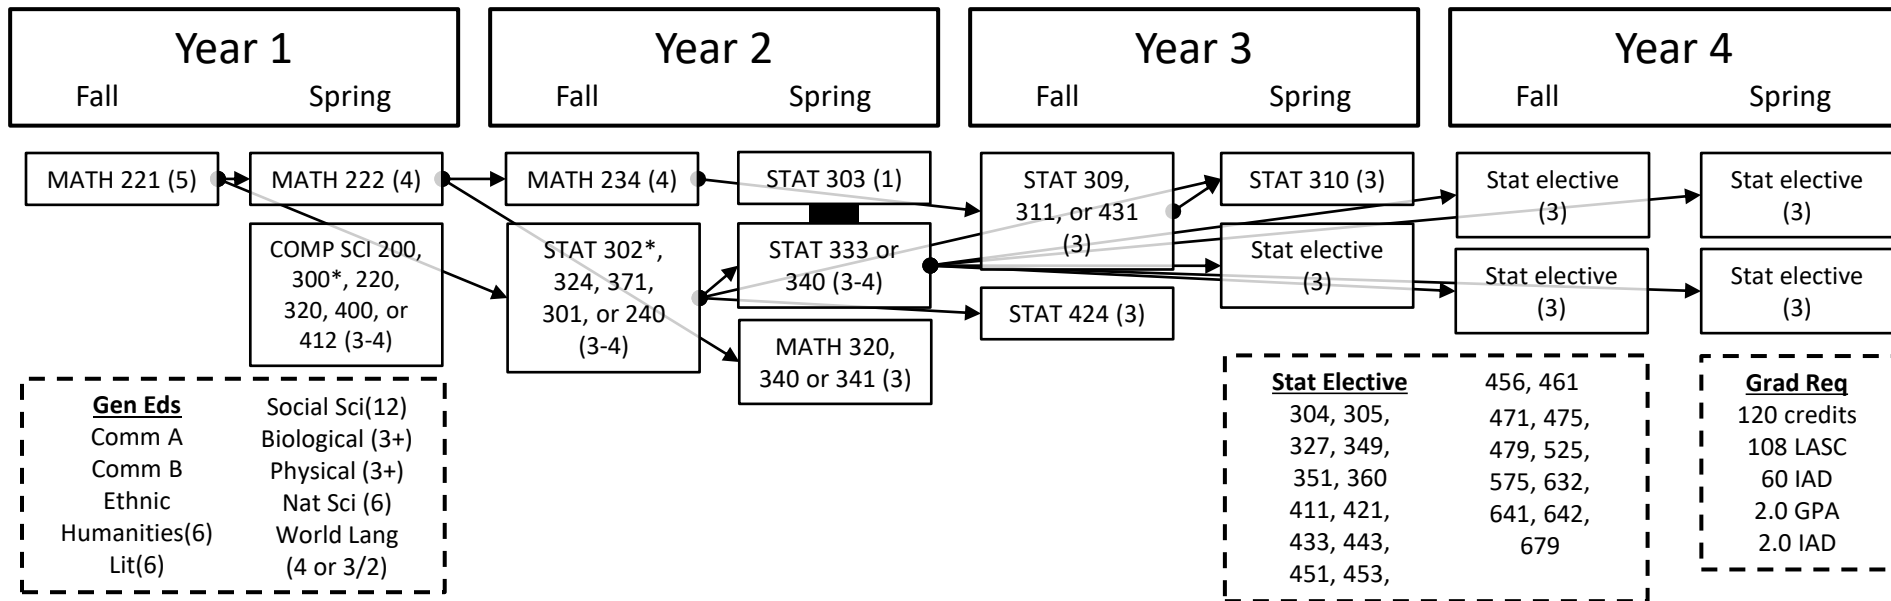 Year 1
Fall Spring
Year 2
Fall Spring
Year 3
Fall Spring
Year 4
Fall Spring
MATH 221 (5)
MATH 222 (4)
COMP SCI 200,
300*, 220,
320, 400, or
412 (3-4)
MATH 234 (4)
STAT 302*,
324, 371,
301, or 240
(3-4)
STAT 303 (1)
STAT 333 or
340 (3-4)
MATH 320,
340 or 341 (3)
STAT 309,
311, or 431
(3)
STAT 424 (3)
STAT 310 (3)
Stat elective
(3)
Stat elective
(3)
Stat elective
(3)
Stat elective
(3)
Stat elective
(3)
Gen Eds
Comm A
Comm B
Ethnic
Humanities(6)
Lit(6)
Social Sci(12)
Biological (3+)
Physical (3+)
Nat Sci (6)
World Lang
(4 or 3/2)
Stat Elective
304, 305,
327, 349,
351, 360
411, 421,
433, 443,
451, 453,
456, 461
471, 475,
479, 525,
575, 632,
641, 642,
679
Grad Req
120 credits
108 LASC
60 IAD
2.0 GPA
2.0 IAD